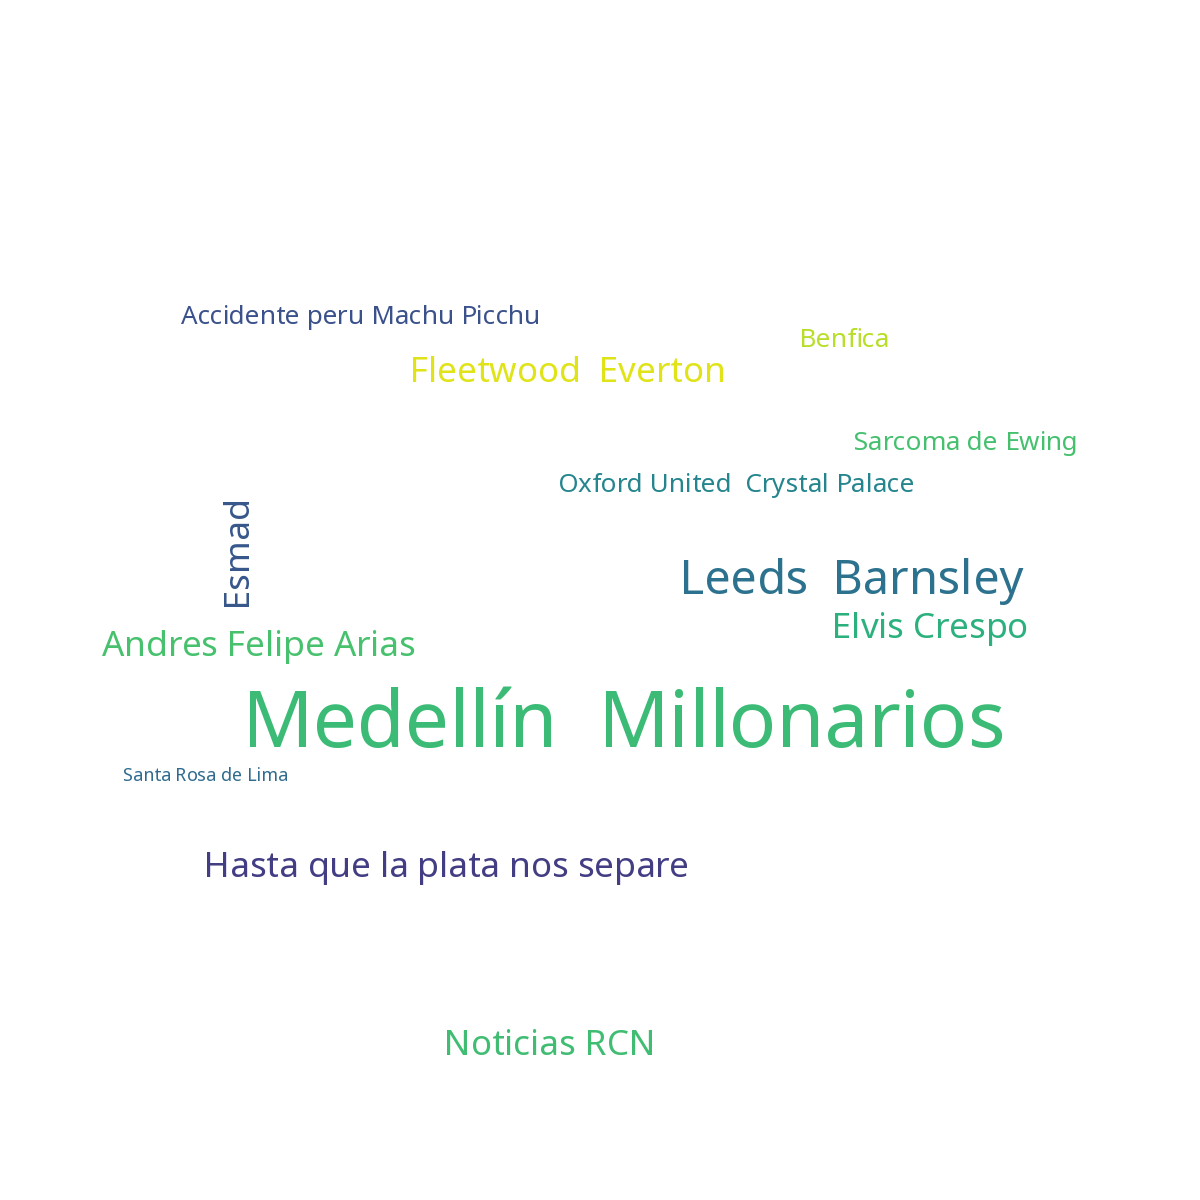 Accidente peru Machu Picchu
Benfica
Fleetwood Everton
Sarcoma de Ewing
Oxford United Crystal Palace
Esmad
Leeds Barnsley
Elvis Crespo
Andres Felipe Arias
Medellín Millonarios
Santa Rosa de Lima
Hasta que la plata nos separe
Noticias RCN